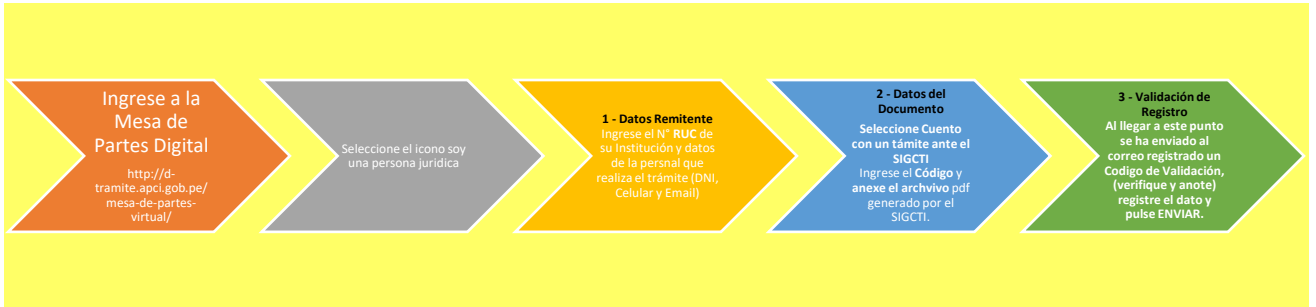 Ingrese a la
Mesa de
Partes Digital
http://d-
tramite.apci.gob.pe/
mesa-de-partes-
virtual/
Seleccione el icono soy
una persona juridica
1 - Datos Remitente
Ingrese el N° RUC de
su Institución y datos
de la persnal que
realiza el trámite (DNI,
Celular y Email)
2 - Datos del
Documento
Seleccione Cuento
con un támite ante el
SIGCTI
Ingrese el Código y
anexe el archvivo pdf
generado por el
SIGCTI.
3 - Validación de
Registro
Al llegar a este punto
se ha enviado al
correo registrado un
Codigo de Validación,
(verifique y anote)
registre el dato y
pulse ENVIAR.